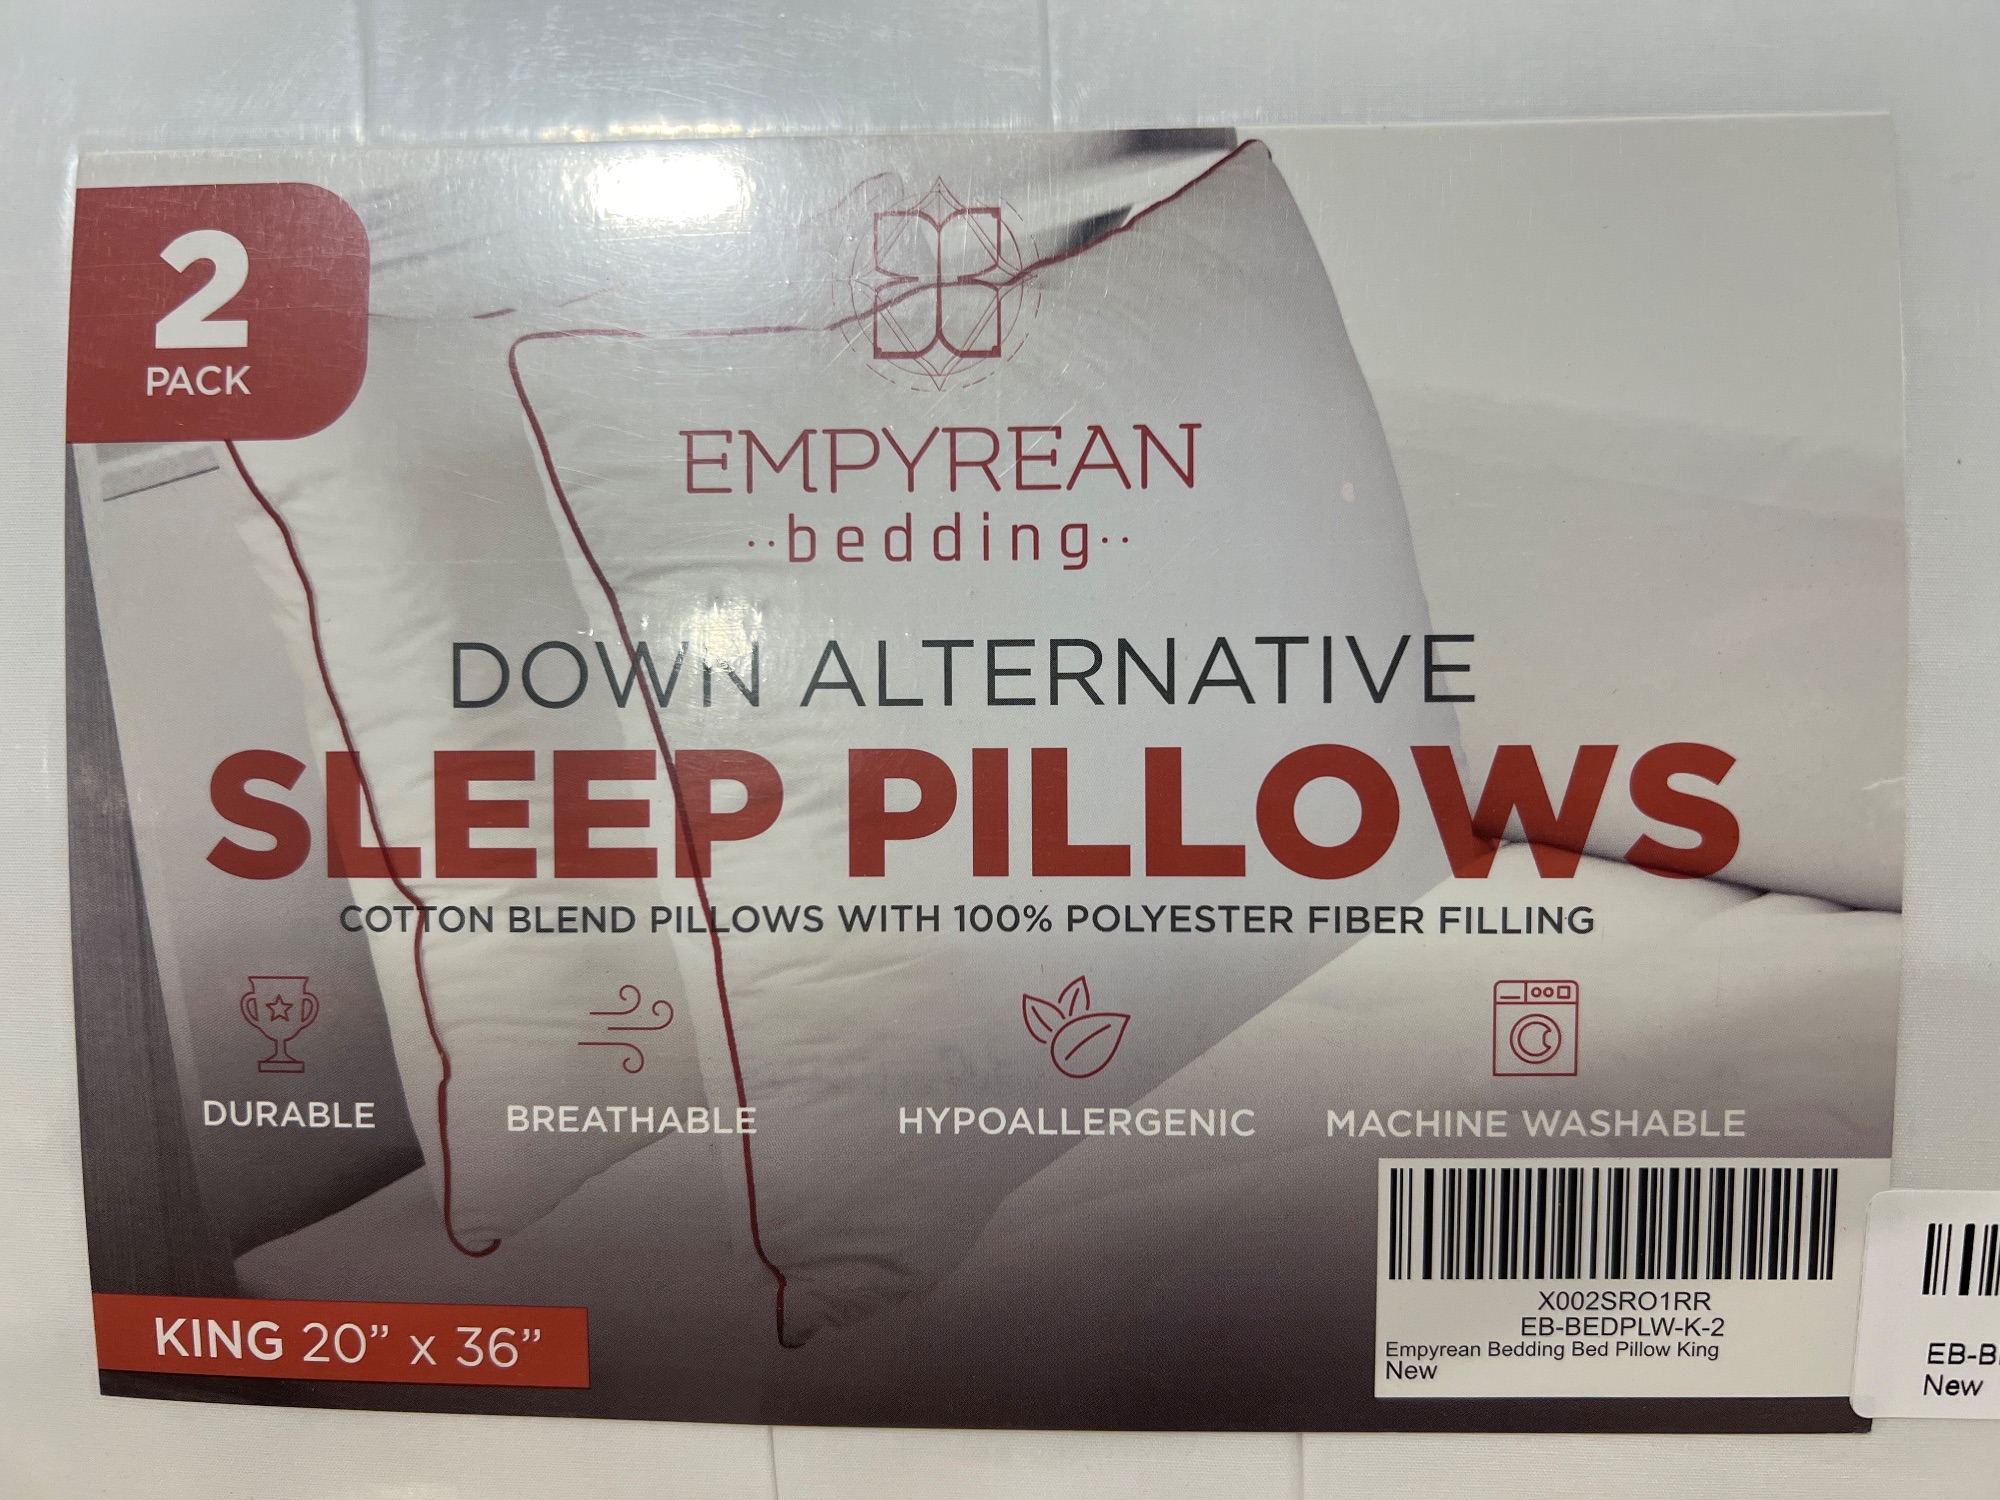 2
PACK
EMPYREAN
··bedding··
DOWN ALTERNATIVE
SLEEP PILLOWS
COTTON BLEND PILLOWS WITH 100% POLYESTER FIBER FILLING
DURABLE
BREATHABLE
HYPOALLERGENIC
MACHINE WASHABLE
KING 20” x 36”
X002SRO1RR
EB-BEDPLW-K-2
Empyrean Bedding Bed Pillow King
New
EB-B
New